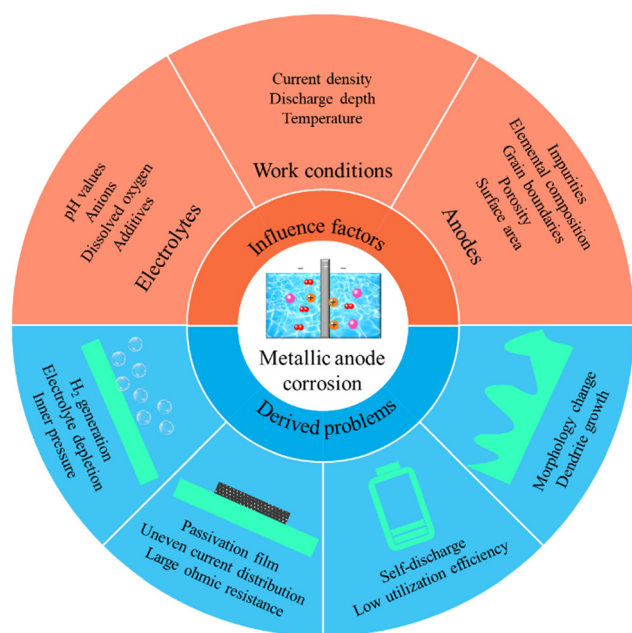 Current density
Discharge depth
Temperature
Work conditions
pH values
Anions
Dissolved oxygen
Additives
Electrolytes
Impurities
Elemental composition
Grain boundaries
Porosity
Surface area
Anodes
Influence factors
Metallic anode
corrosion
Derived problems
H₂ generation
Electrolyte depletion
Inner pressure
Passivation film
Uneven current distribution
Large ohmic resistance
Self-discharge
Low utilization efficiency
Morphology change
Dendrite growth